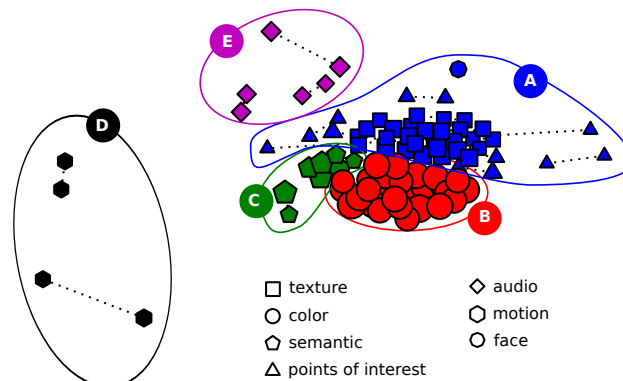 E
A
D
C
B
texture
color
semantic
points of interest
audio
motion
face